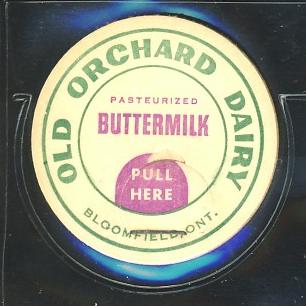 OLD ORCHARD DAIRY
PASTEURIZED
BUTTERMILK
PULL
HERE
BLOOMFIELD, ONT.